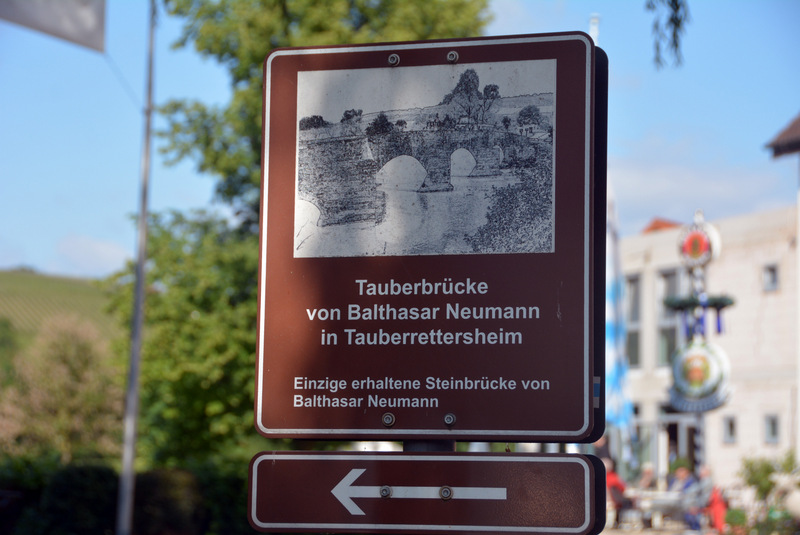 Tauberbrücke
von Balthasar Neumann
in Tauberrettersheim
Einzige erhaltene Steinbrücke von
Balthasar Neumann